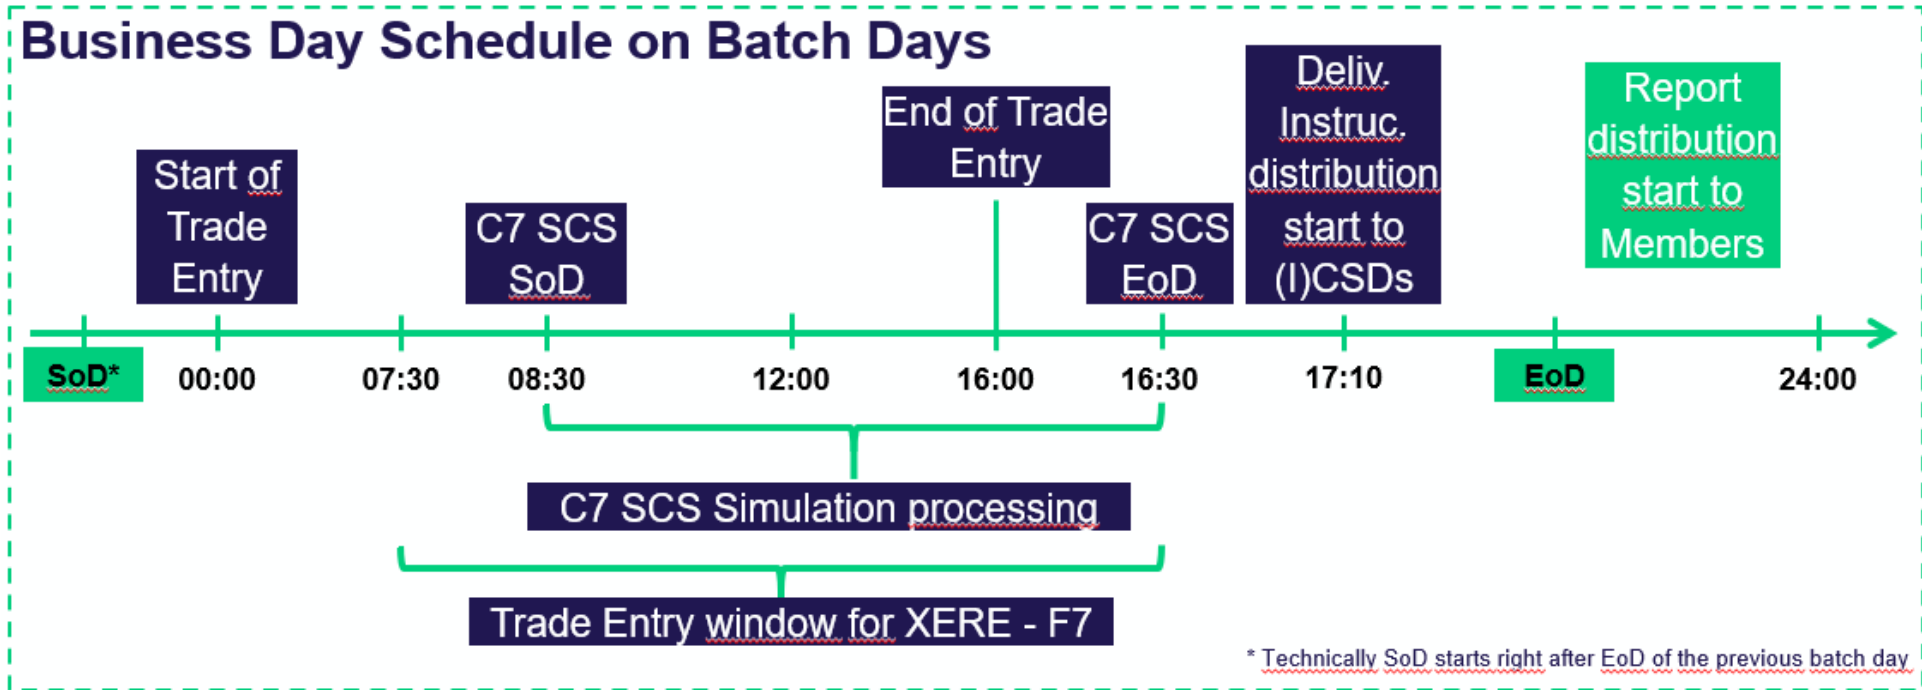 Business Day Schedule on Batch Days
Start of
Trade
Entry
C7 SCS
SoD
End of Trade
Entry
C7 SCS
EoD
Deliv.
Instruc.
distribution
start to
(I)CSDs
Report
distribution
start to
Members
SoD*
00:00
07:30
08:30
12:00
16:00
16:30
17:10
EoD
24:00
C7 SCS Simulation processing
Trade Entry window for XERE - F7
* Technically SoD starts right after EoD of the previous batch day